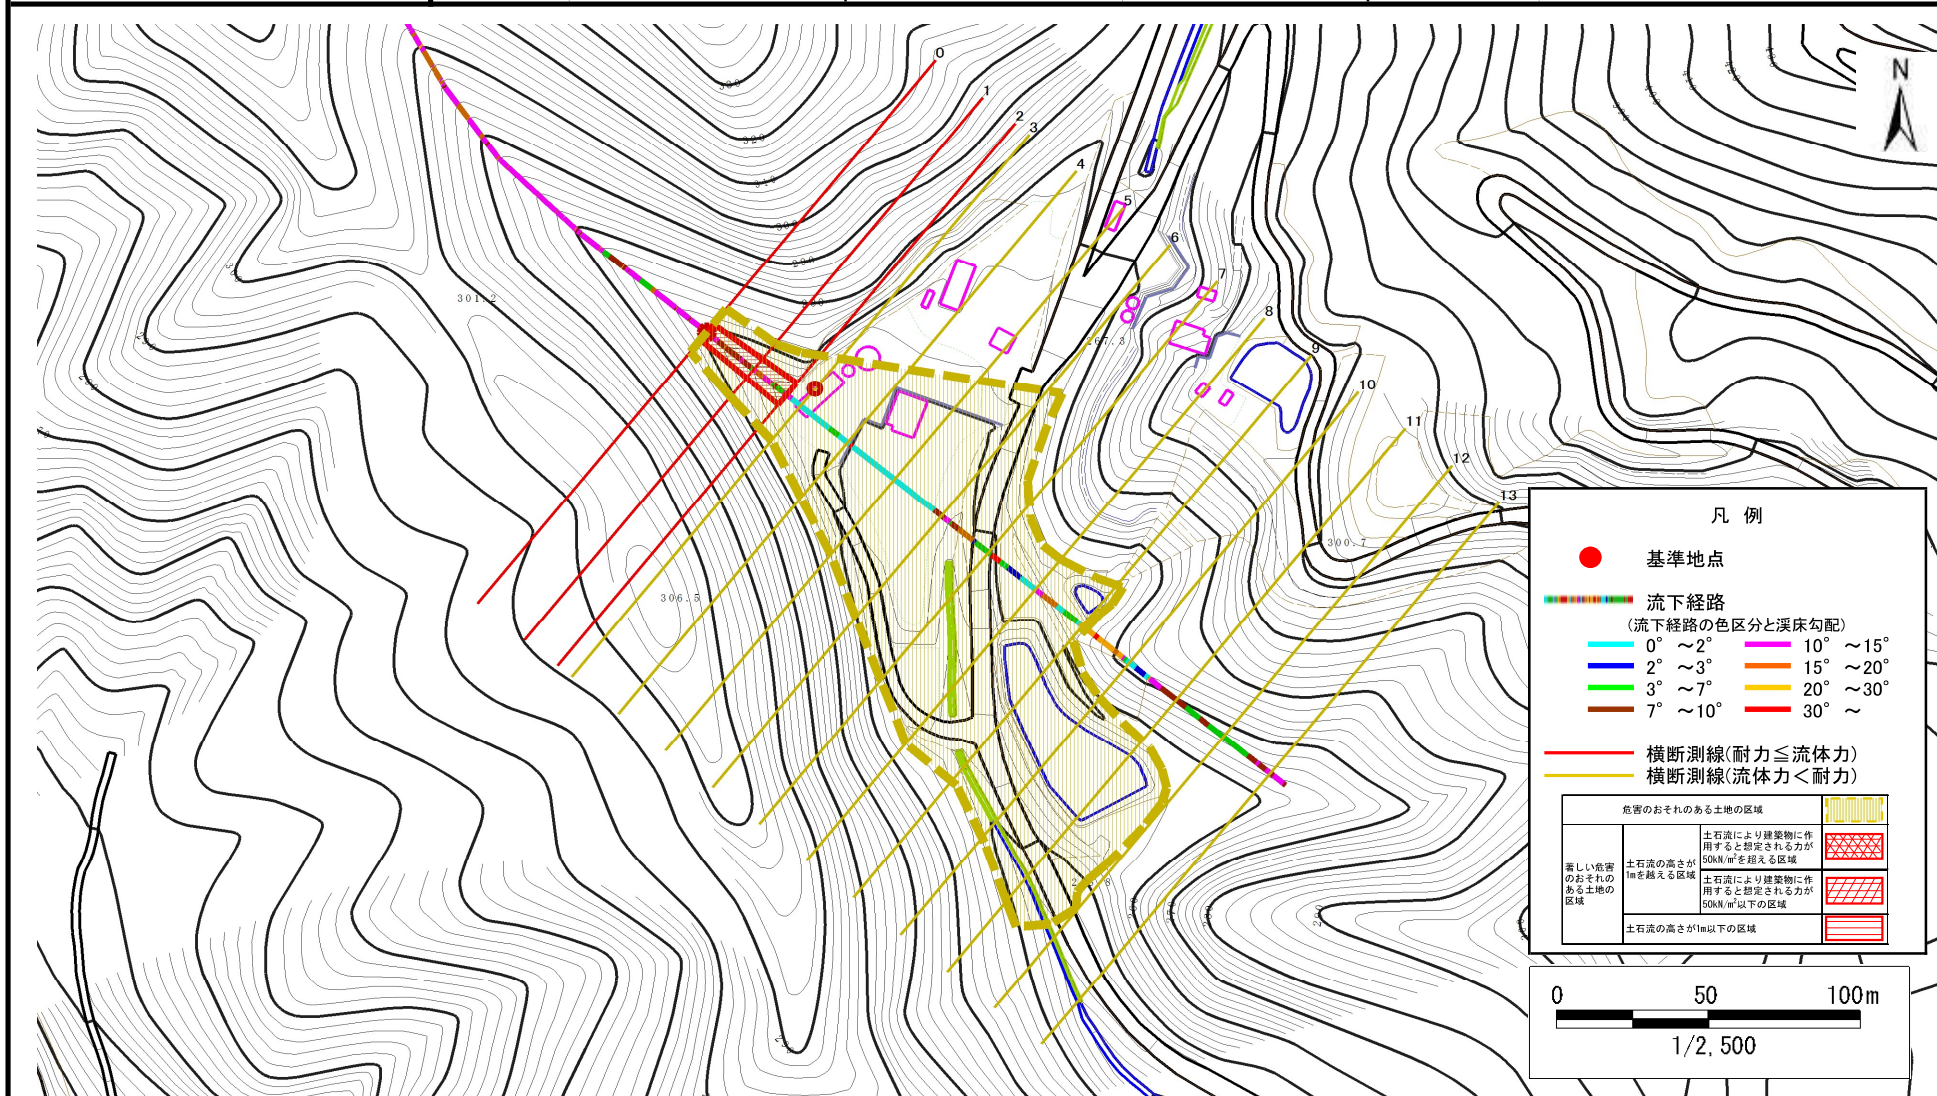 0
1
2
3
4
5
6
7
8
9
10
11
12
13
N
300
320
310
300
290
301.2
306.5
267.3
300.7
凡 例
基準地点
流下経路
(流下経路の色区分と渓床勾配)
0° ～2° 10° ～15°
2° ～3° 15° ～20°
3° ～7° 20° ～30°
7° ～10° 30° ～
横断測線(耐力≦流体力)
横断測線(流体力＜耐力)
危害のおそれのある土地の区域
著しい危害
のおそれの
ある土地の
区域
土石流の高さが
1mを越える区域
土石流により建築物に作
用すると想定される力が
50kN/m²を超える区域
土石流により建築物に作
用すると想定される力が
50kN/m²以下の区域
土石流の高さが1m以下の区域
0 50 100m
1/2,500